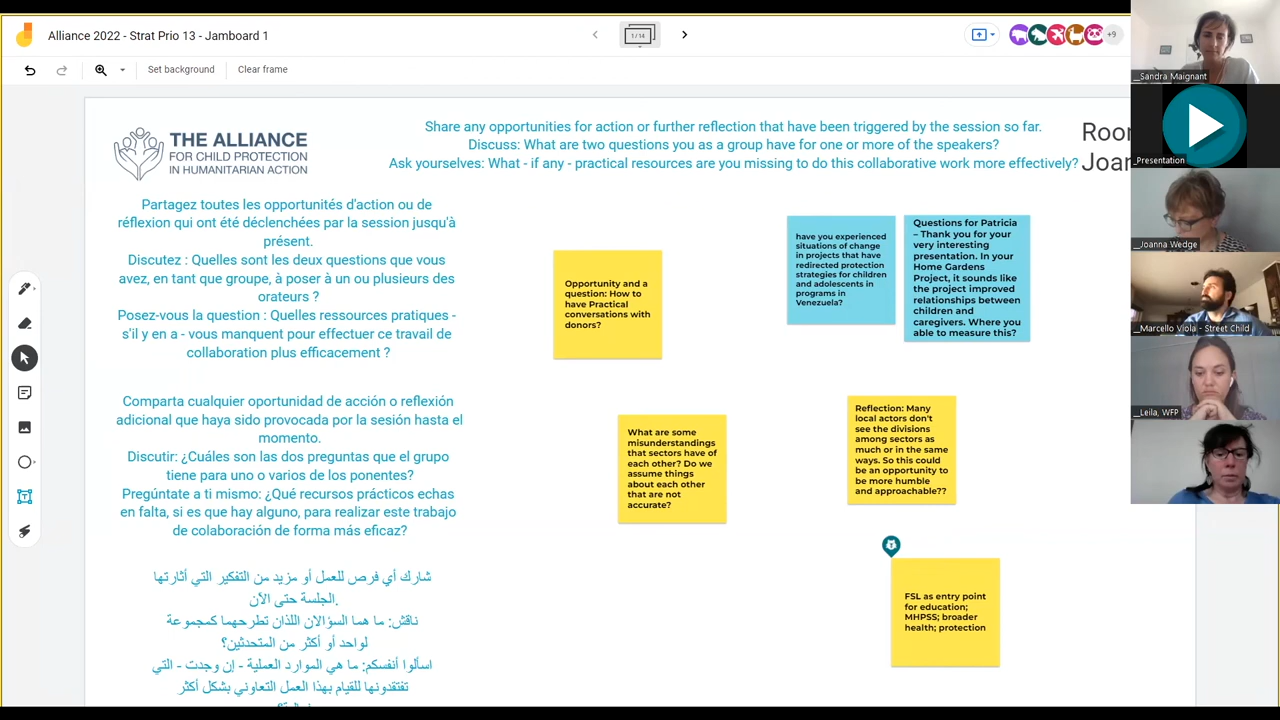 Alliance 2022 - Strat Prio 13 - Jamboard 1
1 / 14
+9
Set background
Clear frame
THE ALLIANCE
FOR CHILD PROTECTION
IN HUMANITARIAN ACTION
Share any opportunities for action or further reflection that have been triggered by the session so far.
Discuss: What are two questions you as a group have for one or more of the speakers?
Ask yourselves: What - if any - practical resources are you missing to do this collaborative work more effectively?
Partagez toutes les opportunités d'action ou de
réflexion qui ont été déclenchées par la session jusqu'à
présent.
Discutez : Quelles sont les deux questions que vous
avez, en tant que groupe, à poser à un ou plusieurs des
orateurs ?
Posez-vous la question : Quelles ressources pratiques -
s'il y en a - vous manquent pour effectuer ce travail de
collaboration plus efficacement ?
Comparta cualquier oportunidad de acción o reflexión
adicional que haya sido provocada por la sesión hasta el
momento.
Discutir: ¿Cuáles son las dos preguntas que el grupo
tiene para uno o varios de los ponentes?
Pregúntate a ti mismo: ¿Qué recursos prácticos echas
en falta, si es que hay alguno, para realizar este trabajo
de colaboración de forma más eficaz?
شارك أي فرص للعمل أو مزيد من التفكير التي أثارتها
الجلسة حتى الآن.
ناقش: ما هما السؤالان اللذان تطرحهما كمجموعة
لواحد أو أكثر من المتحدثين؟
اسألوا أنفسكم: ما هي الموارد العملية - إن وجدت - التي
تفتقدونها للقيام بهذا العمل التعاوني بشكل أكثر
Opportunity and a
question: How to
have Practical
conversations with
donors?
have you experienced
situations of change
in projects that have
redirected protection
strategies for children
and adolescents in
programs in
Venezuela?
Questions for Patricia
– Thank you for your
very interesting
presentation. In your
Home Gardens
Project, it sounds like
the project improved
relationships between
children and
caregivers. Where you
able to measure this?
What are some
misunderstandings
that sectors have of
each other? Do we
assume things
about each other
that are not
accurate?
Reflection: Many
local actors don't
see the divisions
among sectors as
much or in the same
ways. So this could
be an opportunity to
be more humble
and approachable??
FSL as entry point
for education;
MHPSS; broader
health; protection
_Sandra Maignant
_Presentation
_Joanna Wedge
_Marcello Viola - Street Child
_Leila, WFP